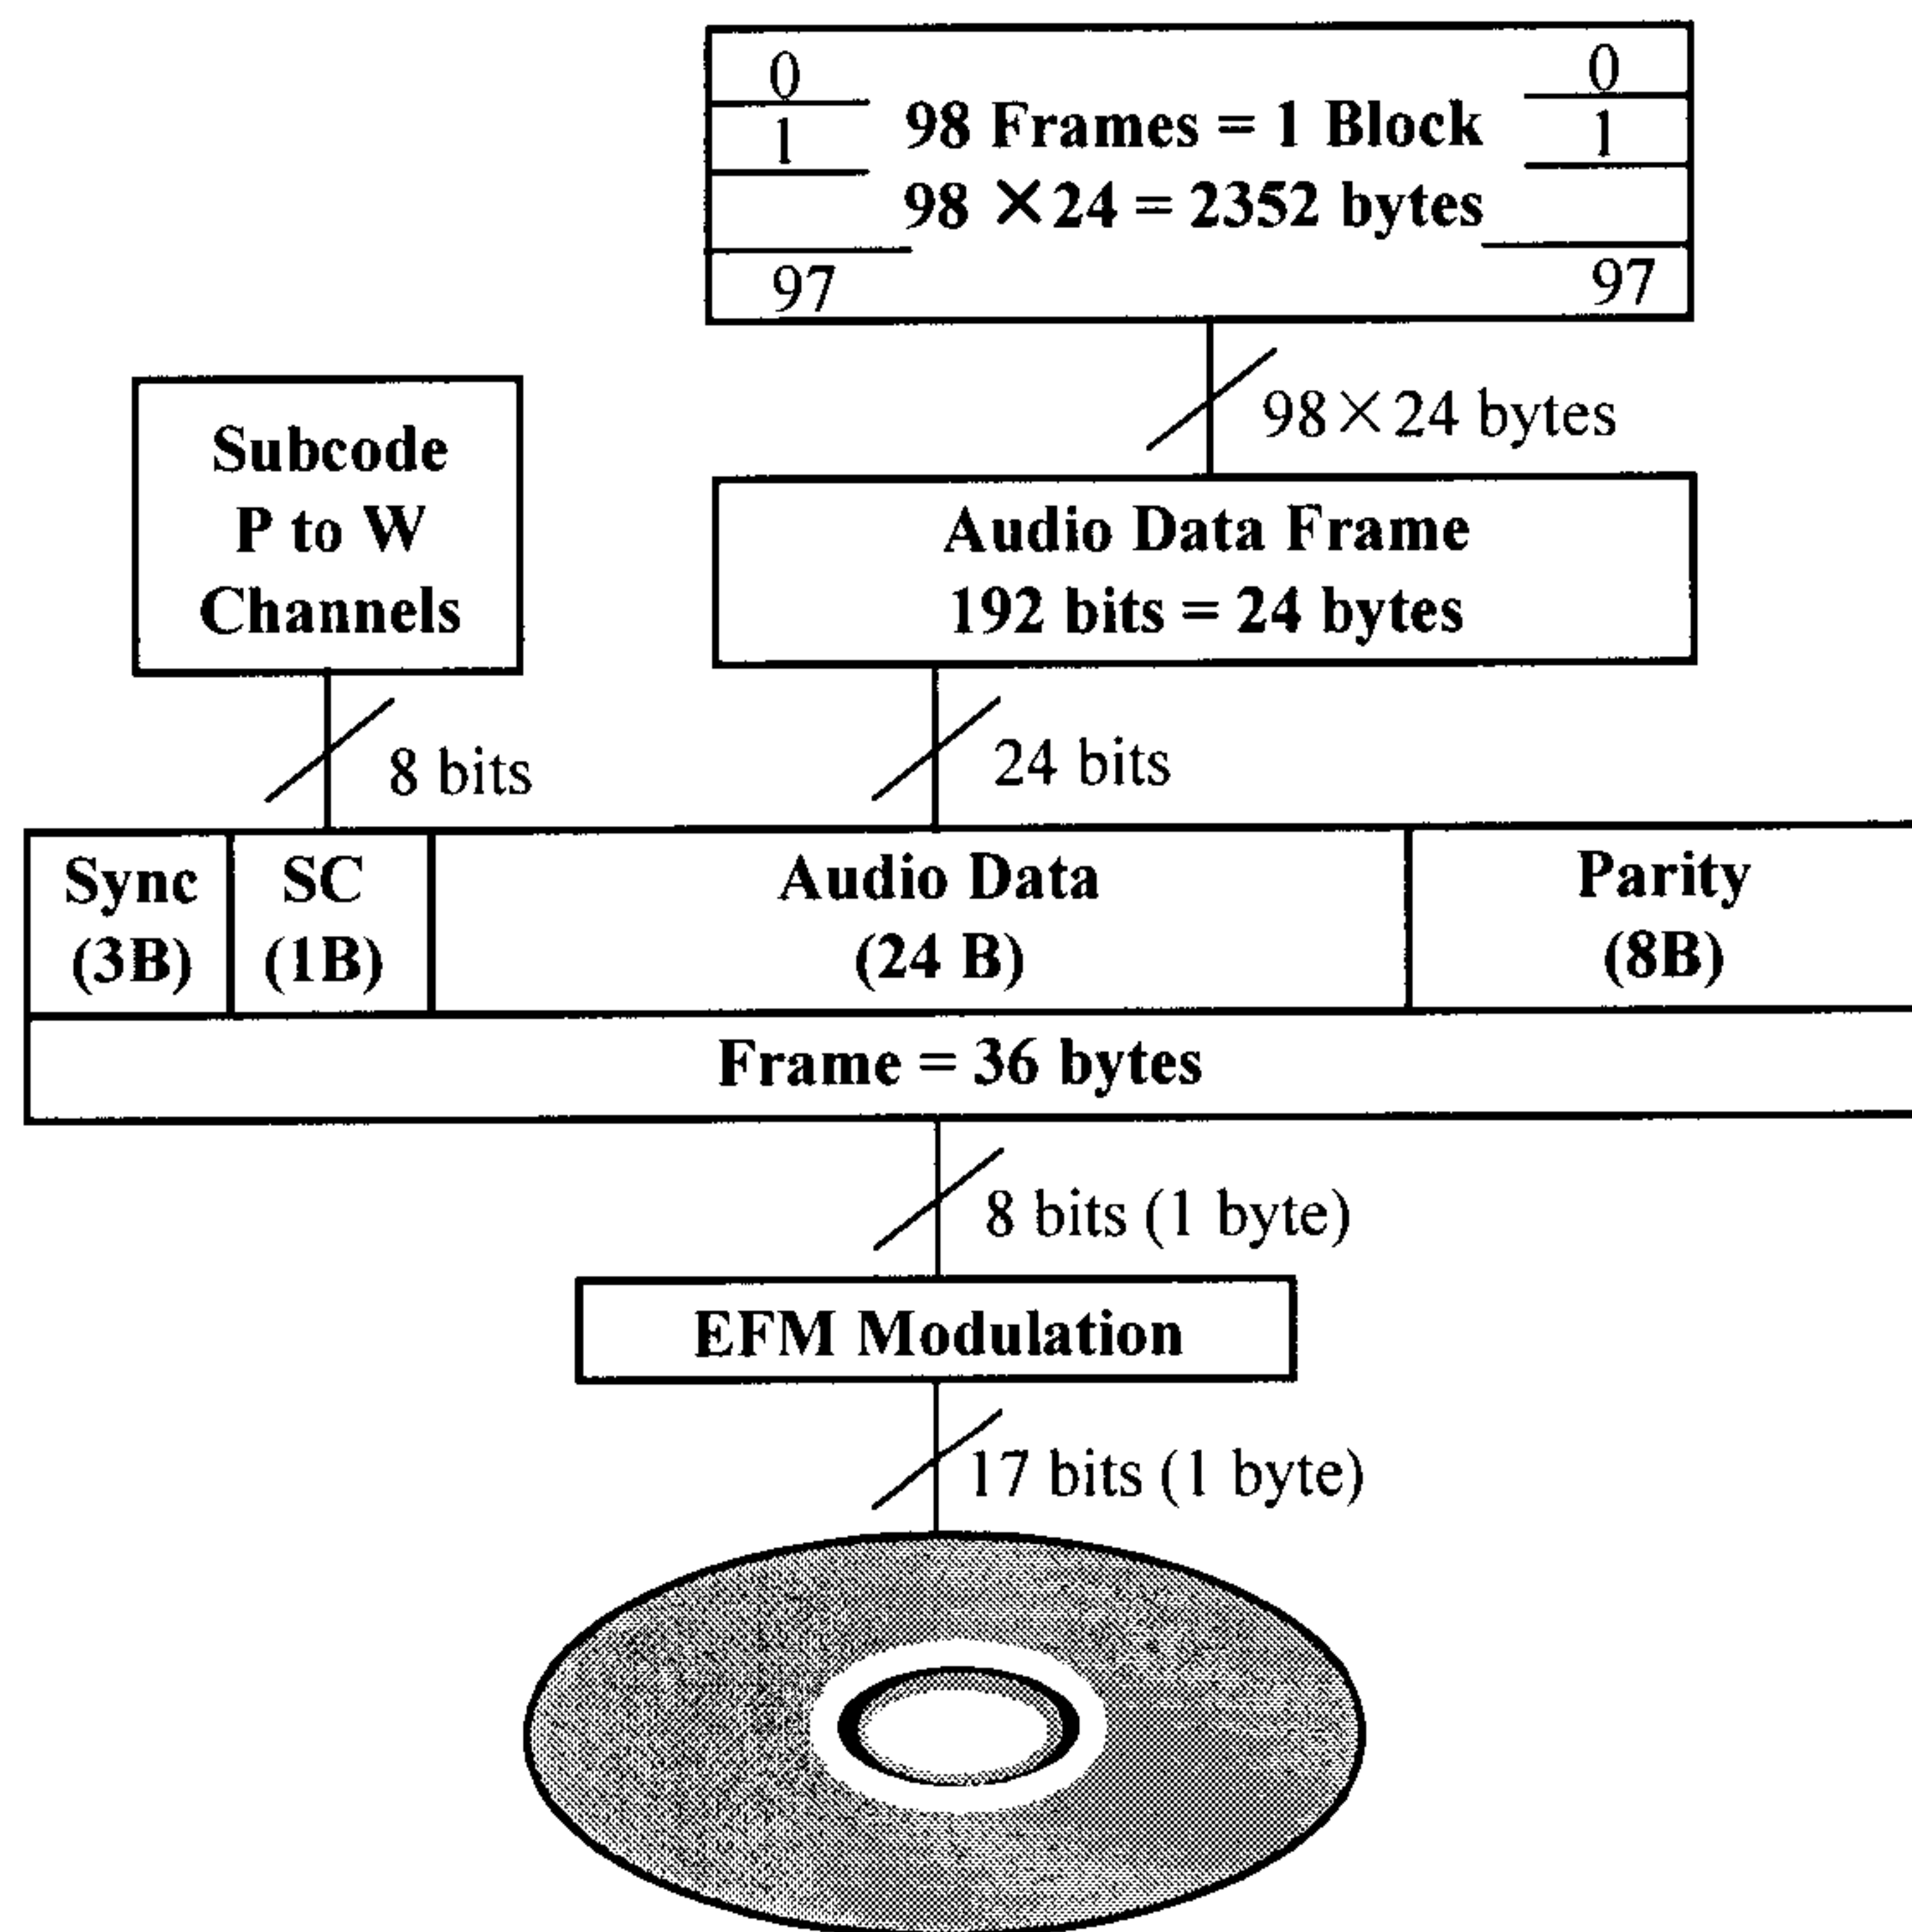 0
0
98 Frames = 1 Block
1
1
98 ×24 = 2352 bytes
97
97
98×24 bytes
Subcode
P to W
Channels
Audio Data Frame
192 bits = 24 bytes
8 bits
24 bits
Sync
(3B)
SC
(1B)
Audio Data
(24 B)
Parity
(8B)
Frame = 36 bytes
8 bits (1 byte)
EFM Modulation
17 bits (1 byte)